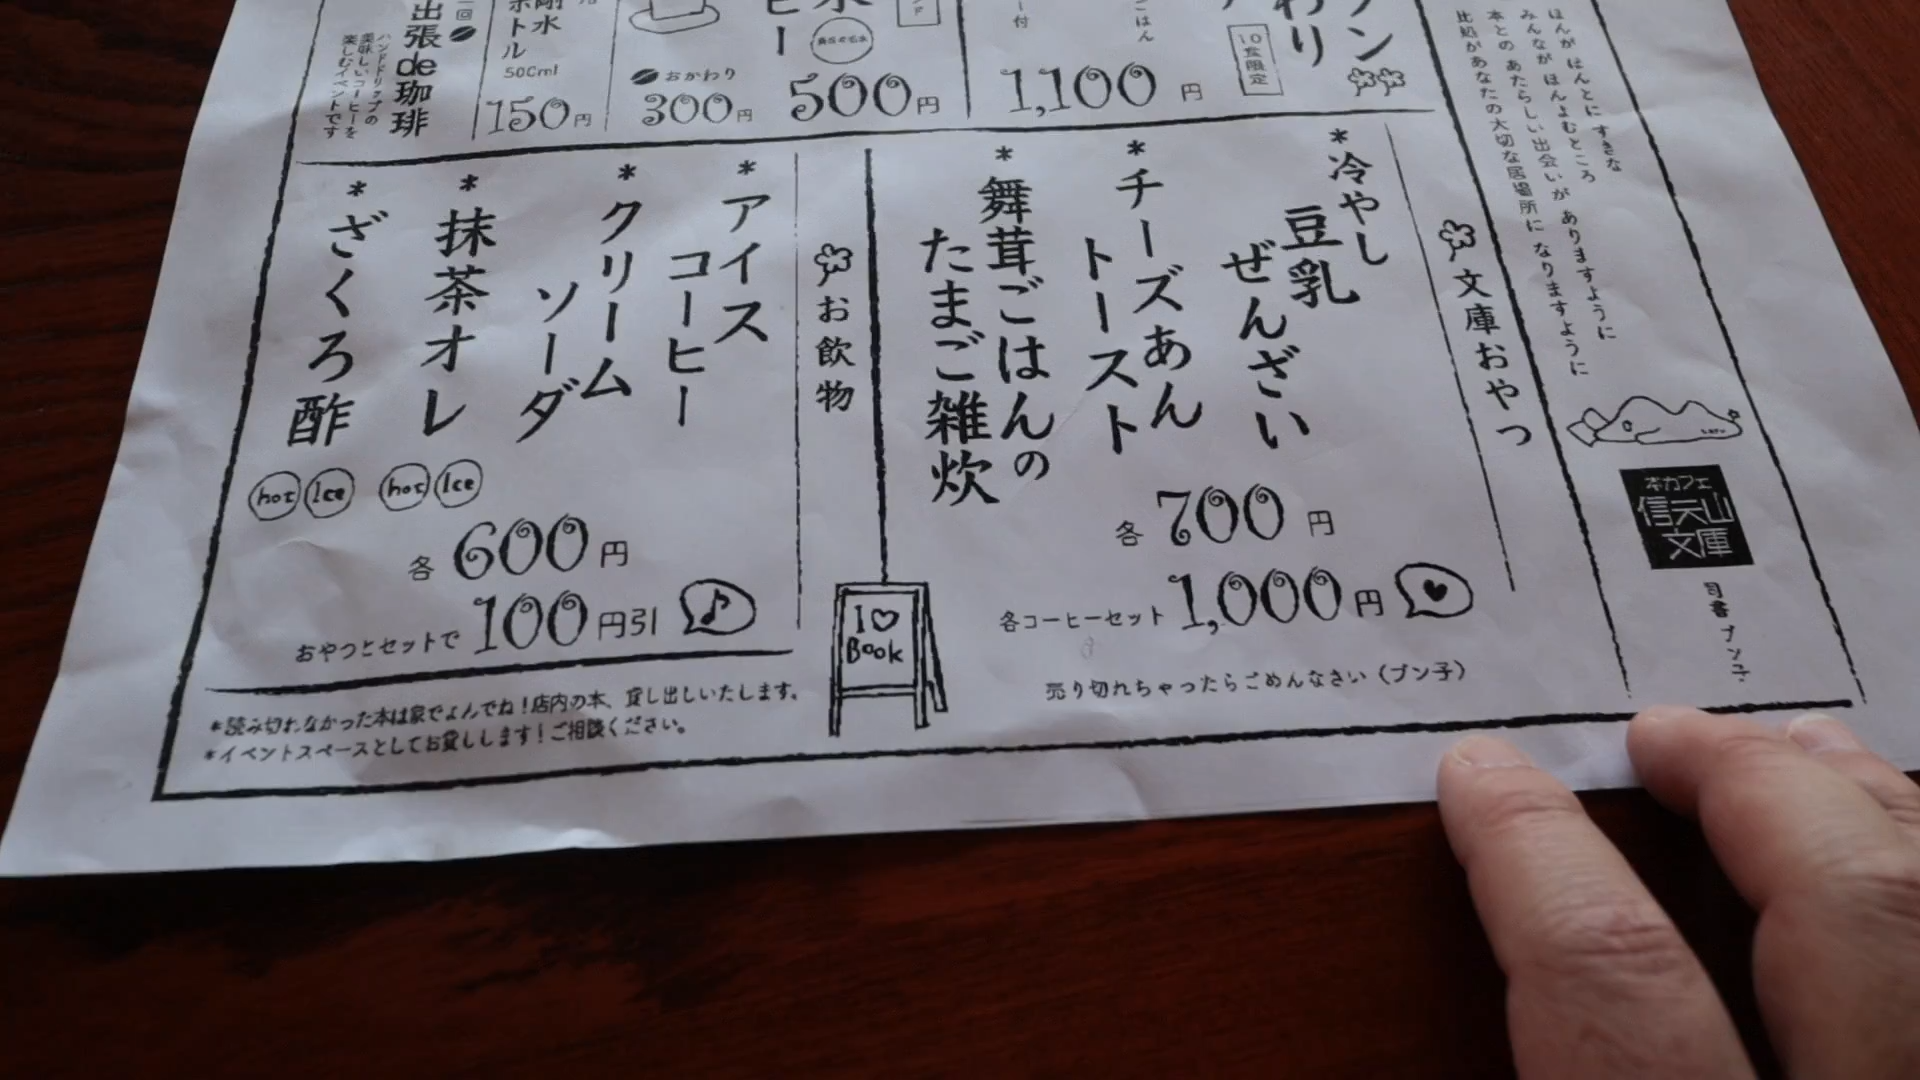 ほんが ほんとに すきな
みんなが ほんよむところ
本との あたらしい出会いが ありますように
比処があなたの大切な居場所に なりますように
本カフェ
信天山
文庫
司書 ブン子
10食限定
1,100円
500円
おかわり
300円
ボトル
500ml
150円
出張de珈琲
ハンドドリップの
美味しいコーヒーを
楽しむイベントです
文庫おやつ
*冷やし
豆乳
ぜんざい
*チーズあん
トースト
*舞茸ごはんの
たまご雑炊
各700円
各コーヒーセット1,000円
売り切れちゃったらごめんなさい（ブン子）
お飲物
*アイス
コーヒー
*クリーム
ソーダ
*抹茶オレ
hot Ice
*ざくろ酢
hot Ice
各600円
おやつとセットで100円引
I♡
Book
*読み切れなかった本は家でよんでね！店内の本、貸し出しいたします。
*イベントスペースとしてお貸しします！ご相談ください。